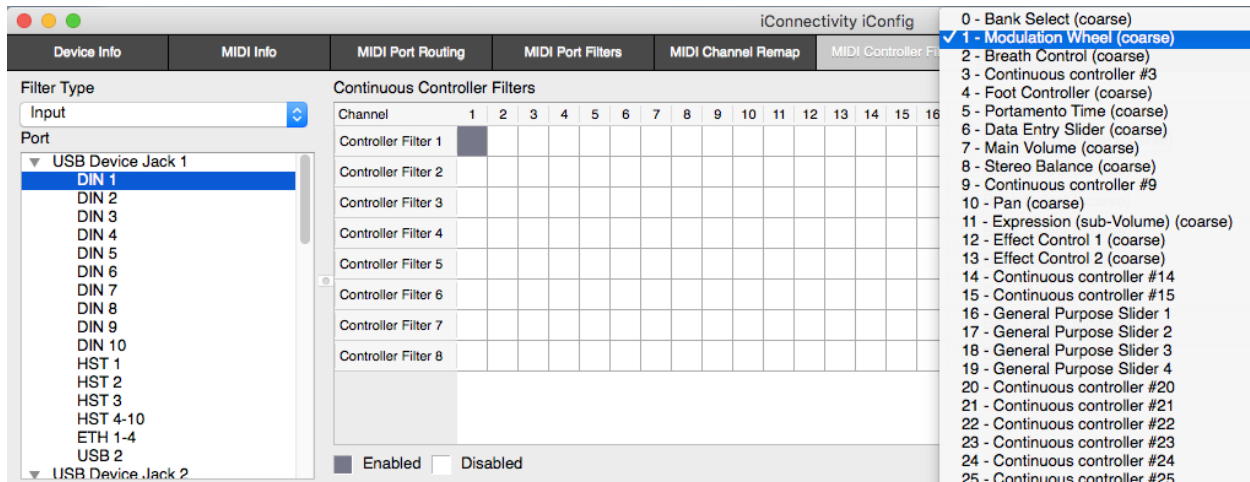 iConnectivity iConfig
Device Info MIDI Info MIDI Port Routing MIDI Port Filters MIDI Channel Remap MIDI Controller
Filter Type
Input
Port
USB Device Jack 1
DIN 1
DIN 2
DIN 3
DIN 4
DIN 5
DIN 6
DIN 7
DIN 8
DIN 9
DIN 10
HST 1
HST 2
HST 3
HST 4-10
ETH 1-4
USB 2
USB Device Jack 2
Continuous Controller Filters
Channel 1 2 3 4 5 6 7 8 9 10 11 12 13 14 15 16
Controller Filter 1
Controller Filter 2
Controller Filter 3
Controller Filter 4
Controller Filter 5
Controller Filter 6
Controller Filter 7
Controller Filter 8
Enabled Disabled
0 - Bank Select (coarse)
✓ 1 - Modulation Wheel (coarse)
2 - Breath Control (coarse)
3 - Continuous controller #3
4 - Foot Controller (coarse)
5 - Portamento Time (coarse)
6 - Data Entry Slider (coarse)
7 - Main Volume (coarse)
8 - Stereo Balance (coarse)
9 - Continuous controller #9
10 - Pan (coarse)
11 - Expression (sub-Volume) (coarse)
12 - Effect Control 1 (coarse)
13 - Effect Control 2 (coarse)
14 - Continuous controller #14
15 - Continuous controller #15
16 - General Purpose Slider 1
17 - General Purpose Slider 2
18 - General Purpose Slider 3
19 - General Purpose Slider 4
20 - Continuous controller #20
21 - Continuous controller #21
22 - Continuous controller #22
23 - Continuous controller #23
24 - Continuous controller #24
25 - Continuous controller #25